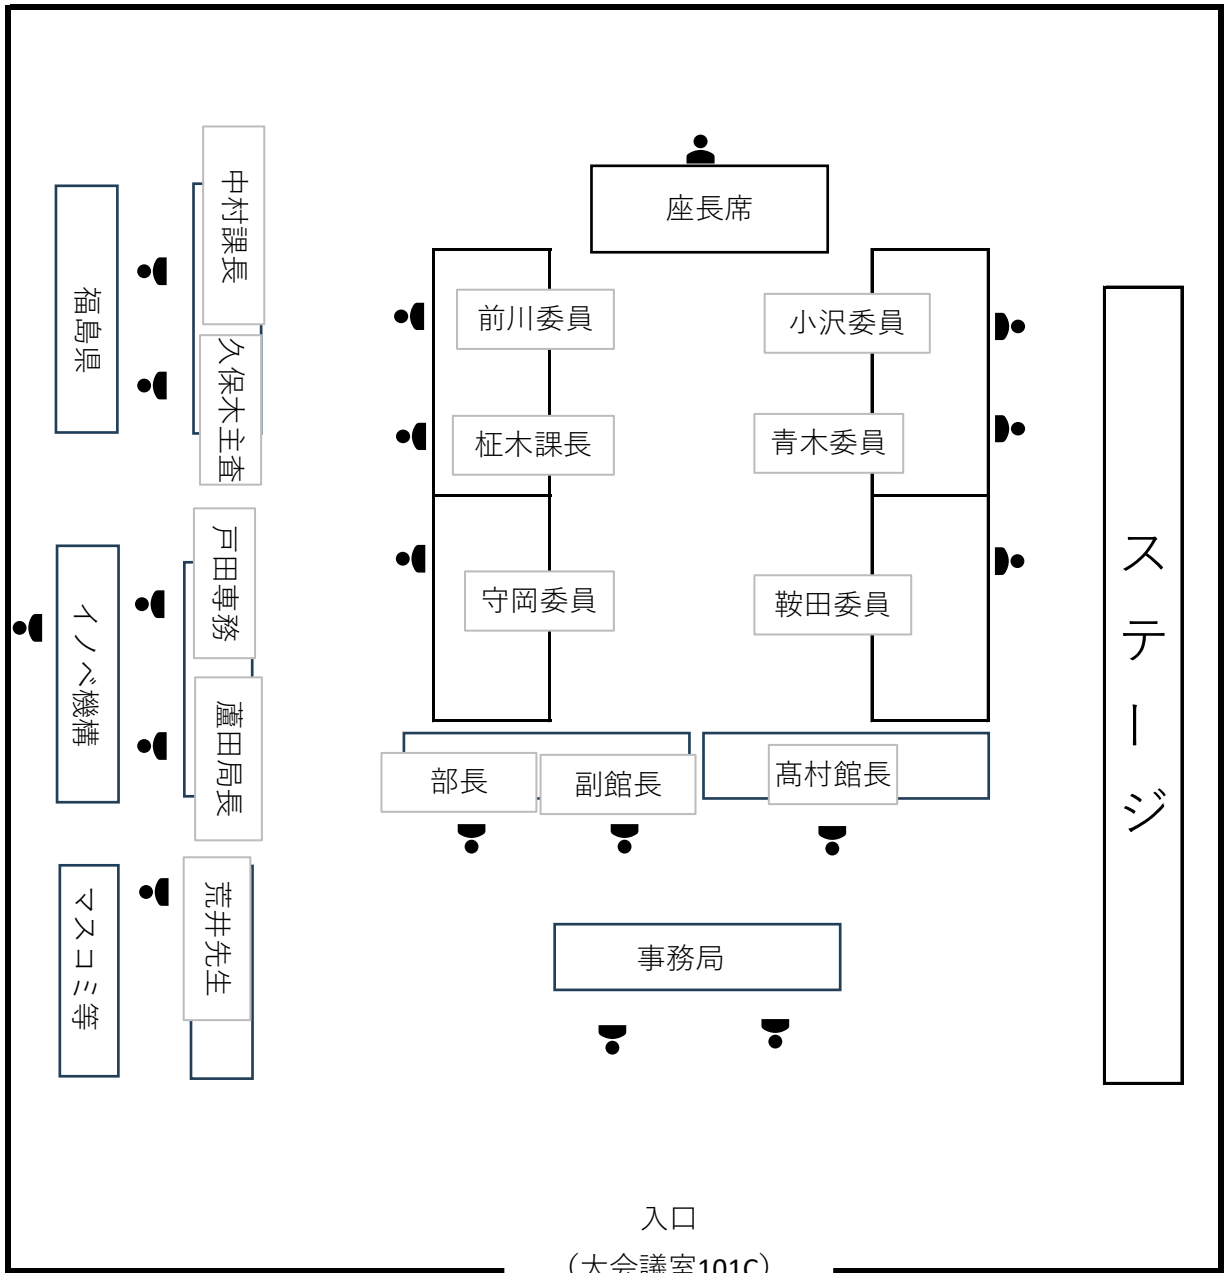 座長席
中村課長
福島県
久保木主査
前川委員
小沢委員
柾木課長
青木委員
守岡委員
鞍田委員
ステージ
戸田専務
イノベ機構
蘆田局長
部長
副館長
髙村館長
荒井先生
マスコミ等
事務局
入口
（大会議室101C）